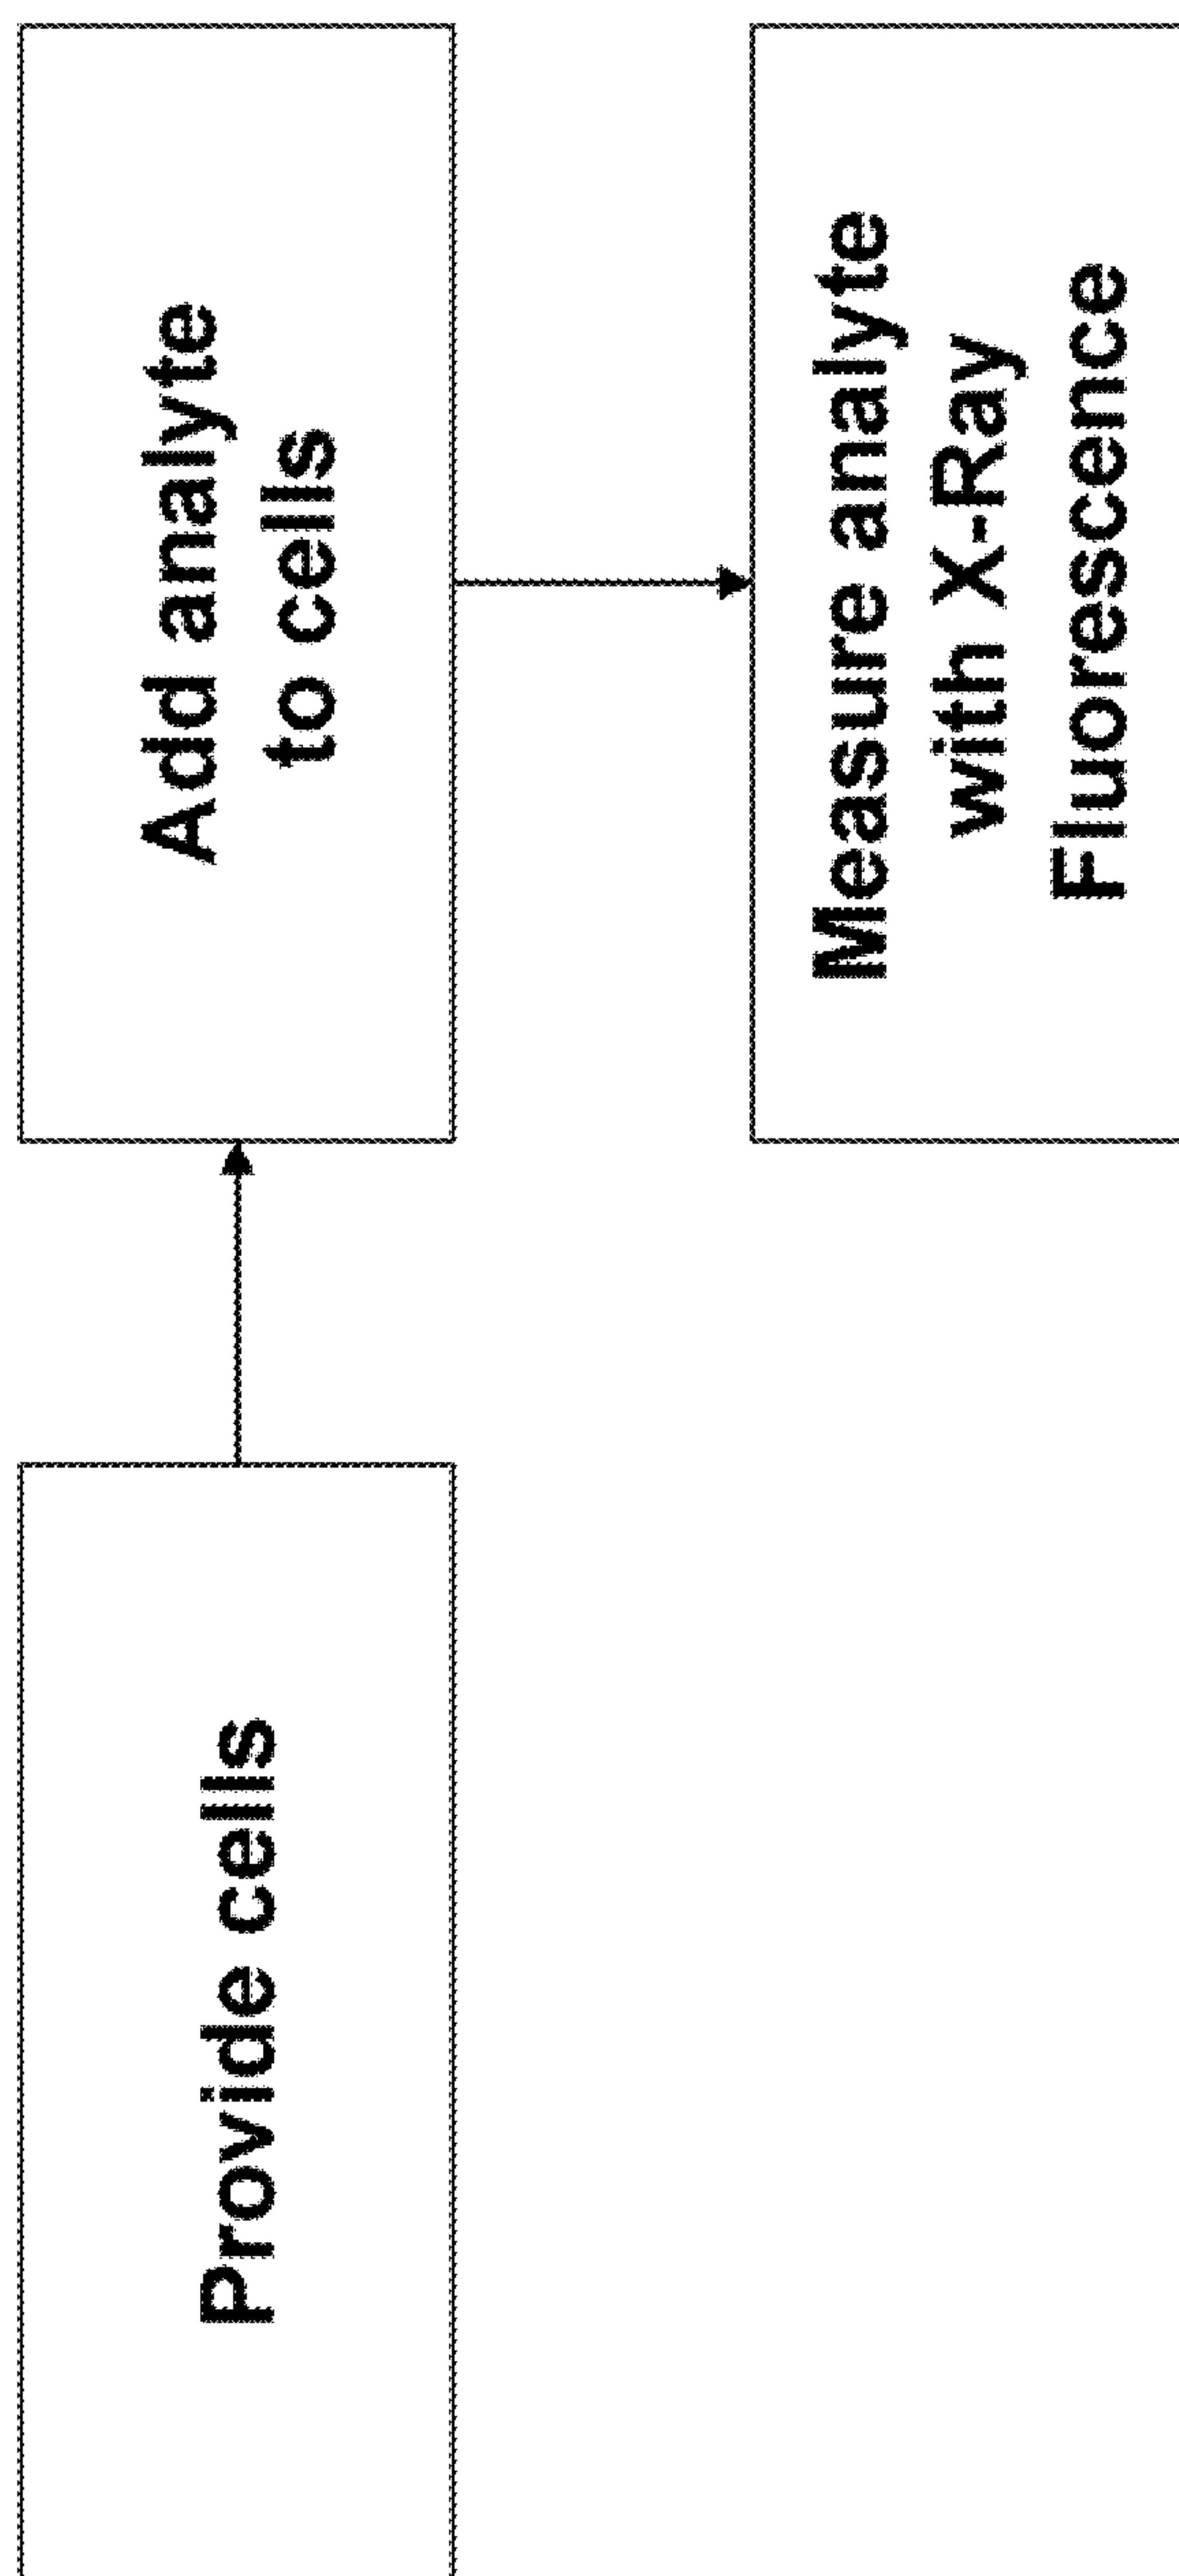 Provide cells
Add analyte
to cells
Measure analyte
with X-Ray
Fluorescence